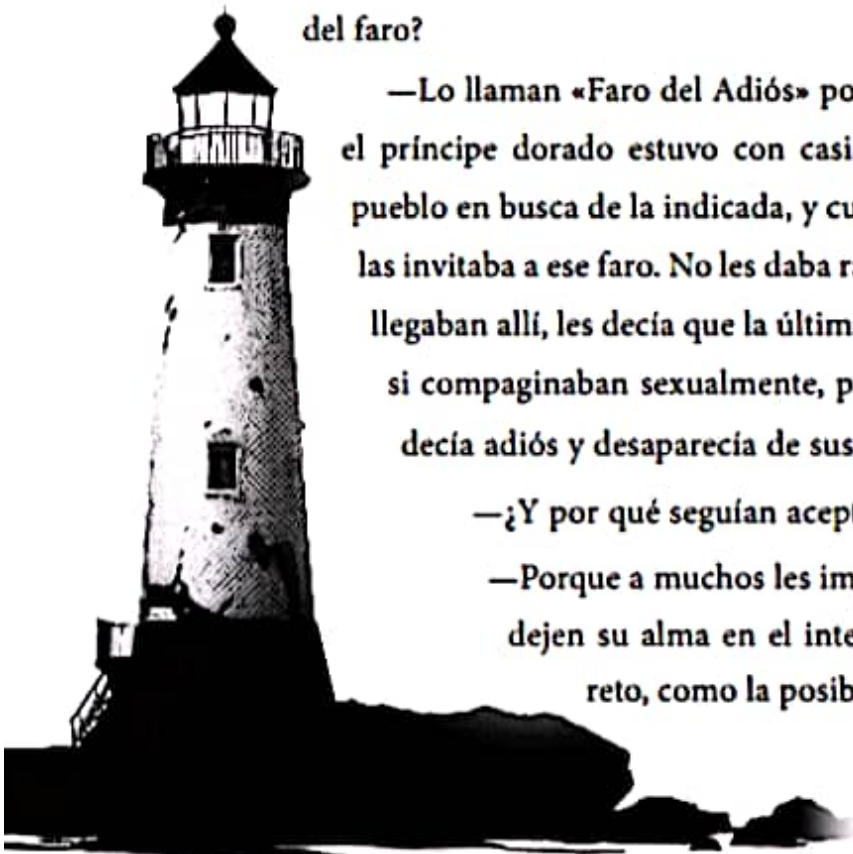 del faro?
—Lo llaman «Faro del Adiós» po
el príncipe dorado estuvo con casi
pueblo en busca de la indicada, y cu
las invitaba a ese faro. No les daba r
llegaban allí, les decía que la últim
si compaginaban sexualmente, p
decía adiós y desaparecía de sus
—¿Y por qué seguían acept
—Porque a muchos les im
dejen su alma en el inte
reto, como la posib